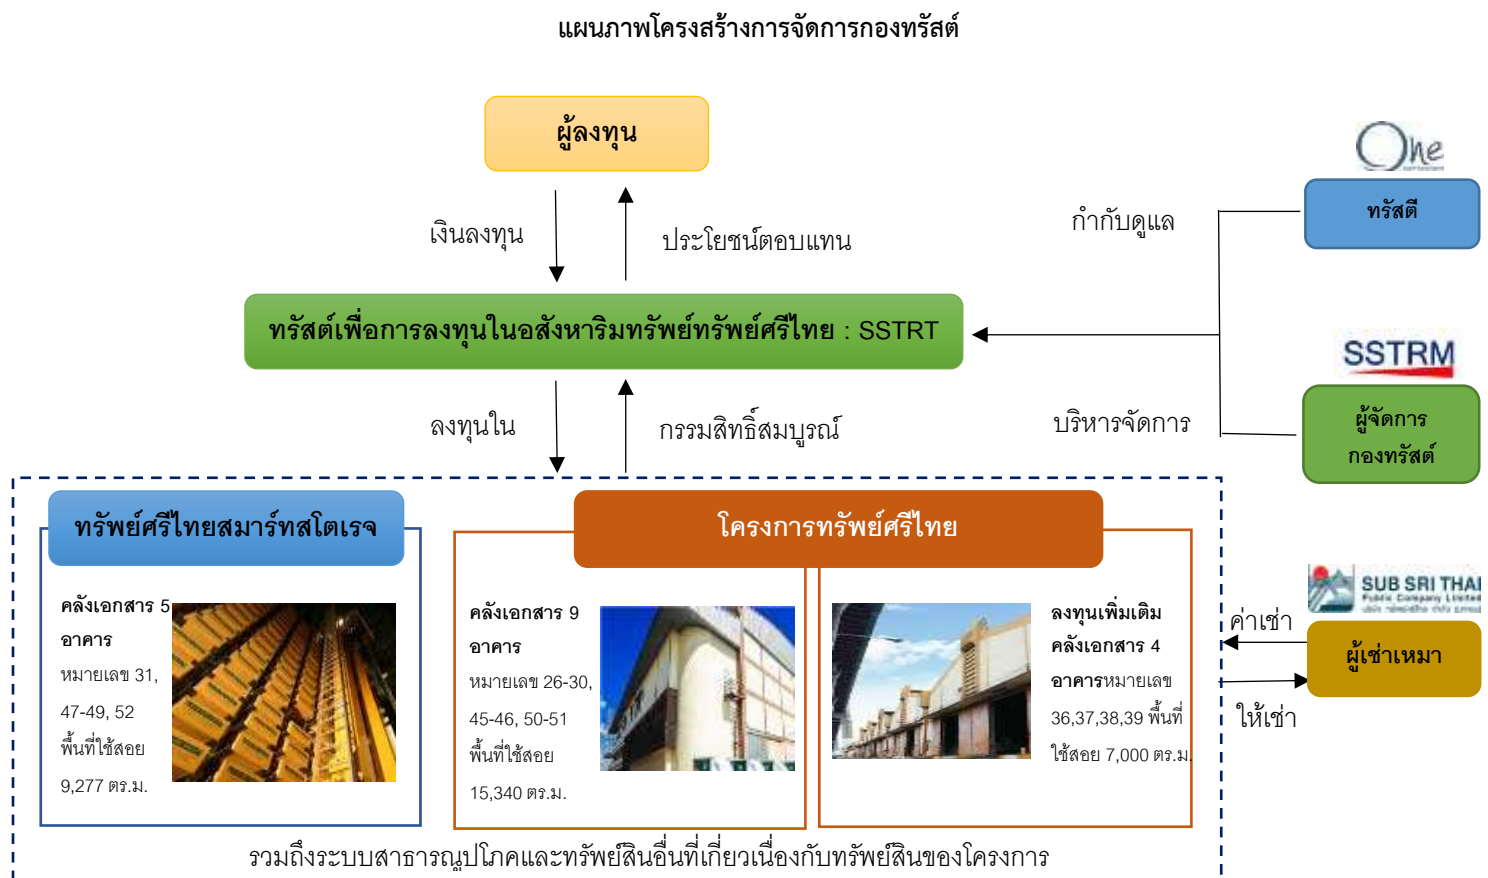 แผนภาพโครงสร้างการจัดการกองทรัสต์
ผู้ลงทุน
One
ทรัสตี
เงินลงทุน
ประโยชน์ตอบแทน
กำกับดูแล
ทรัสต์เพื่อการลงทุนในอสังหาริมทรัพย์ทรัพย์ศรีไทย : SSTRT
SSTRM
ผู้จัดการ
กองทรัสต์
ลงทุนใน
กรรมสิทธิ์สมบูรณ์
บริหารจัดการ
ทรัพย์ศรีไทยสมาร์ทสโตเรจ
คลังเอกสาร 5
อาคาร
หมายเลข 31,
47-49, 52
พื้นที่ใช้สอย
9,277 ตร.ม.
โครงการทรัพย์ศรีไทย
คลังเอกสาร 9
อาคาร
หมายเลข 26-30,
45-46, 50-51
พื้นที่ใช้สอย
15,340 ตร.ม.
ลงทุนเพิ่มเติม
คลังเอกสาร 4
อาคารหมายเลข
36,37,38,39 พื้นที่
ใช้สอย 7,000 ตร.ม.
SUB SRI THAI
Public Company Limited
ค่าเช่า
ผู้เช่าเหมา
ให้เช่า
รวมถึงระบบสาธารณูปโภคและทรัพย์สินอื่นที่เกี่ยวเนื่องกับทรัพย์สินของโครงการ